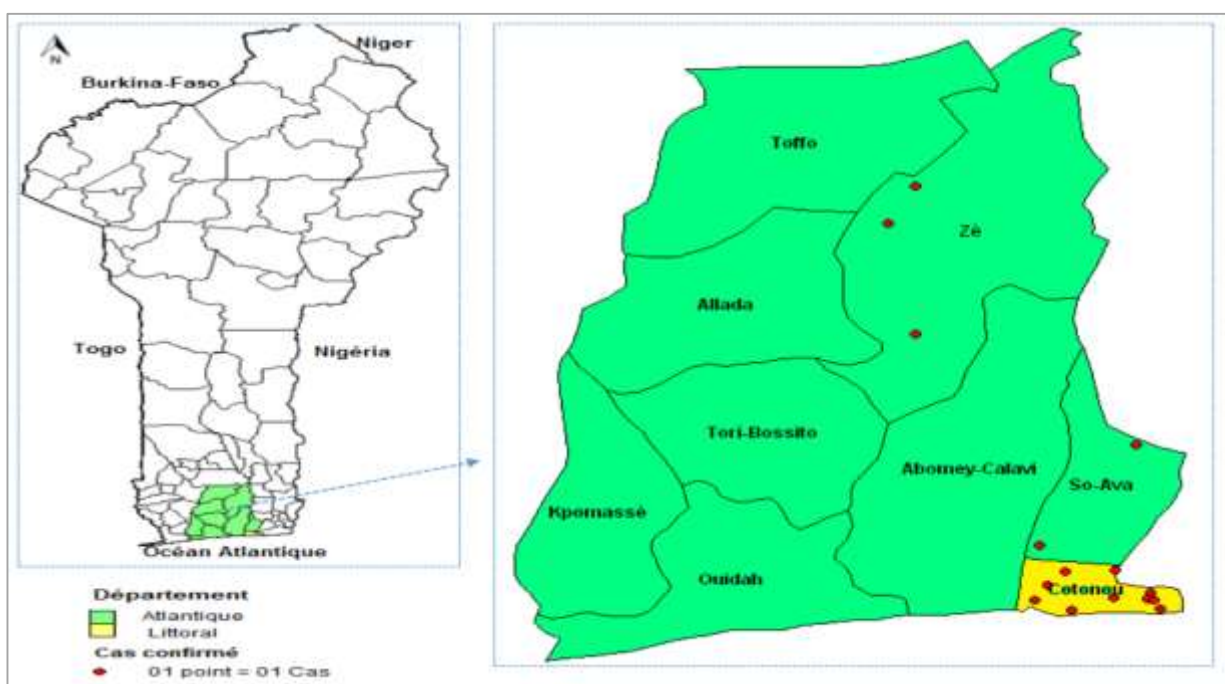 N
Niger
Burkina-Faso
Togo
Nigéria
Océan Atlantique
Département
Atlantique
Littoral
Cas confirmé
01 point = 01 Cas
Toffo
Zè
Allada
Tori-Bossito
Abomey-Calavi
So-Ava
Kpomassè
Ouidah
Cotonou